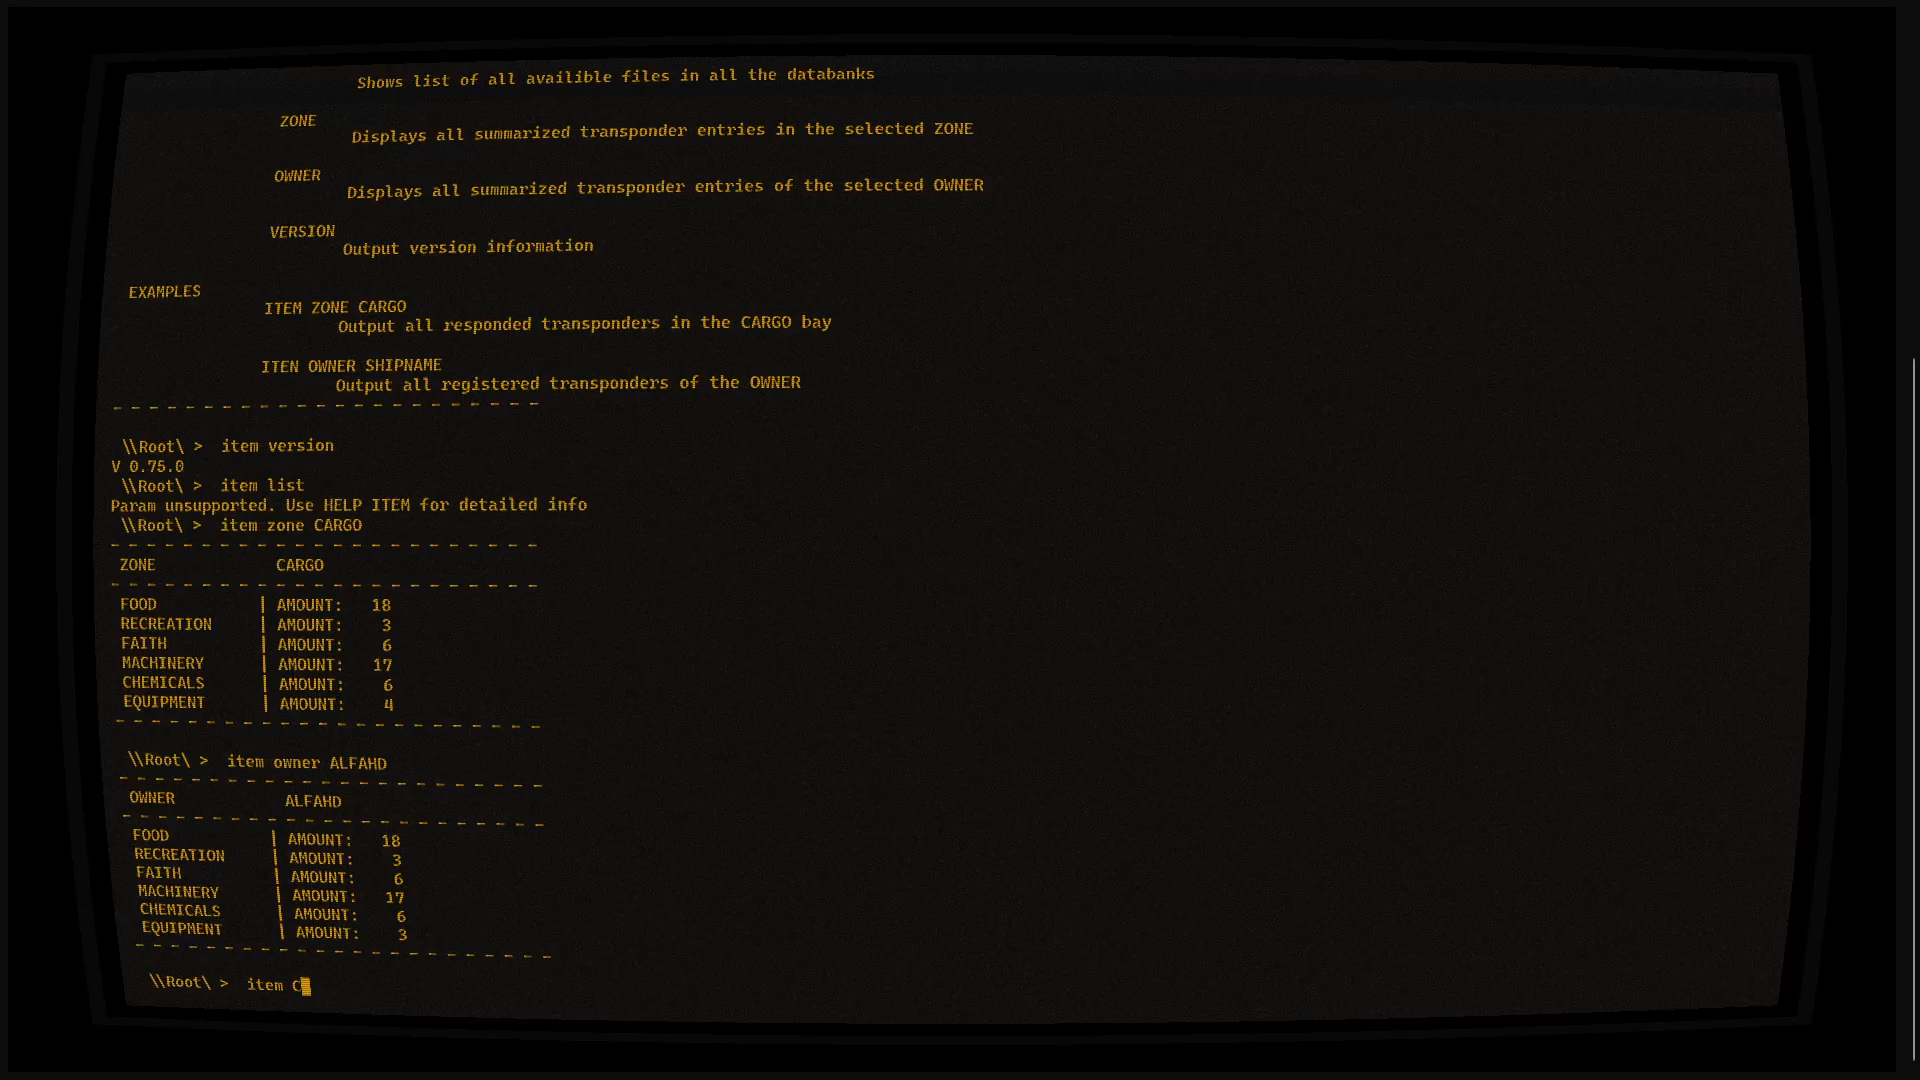 Shows list of all availible files in all the databanks
ZONE
Displays all summarized transponder entries in the selected ZONE
OWNER
Displays all summarized transponder entries of the selected OWNER
VERSION
Output version information
EXAMPLES
ITEM ZONE CARGO
Output all responded transponders in the CARGO bay
ITEN OWNER SHIPNAME
Output all registered transponders of the OWNER
- - - - - - - - - - - - - - - - - - - - - - - -
\\Root\ > item version
V 0.75.0
\\Root\ > item list
Param unsupported. Use HELP ITEM for detailed info
\\Root\ > item zone CARGO
- - - - - - - - - - - - - - - - - - - - - - - -
ZONE CARGO
- - - - - - - - - - - - - - - - - - - - - - - -
FOOD | AMOUNT: 18
RECREATION | AMOUNT: 3
FAITH | AMOUNT: 6
MACHINERY | AMOUNT: 17
CHEMICALS | AMOUNT: 6
EQUIPMENT | AMOUNT: 4
- - - - - - - - - - - - - - - - - - - - - - - -
\\Root\ > item owner ALFAHD
- - - - - - - - - - - - - - - - - - - - - - - -
OWNER ALFAHD
- - - - - - - - - - - - - - - - - - - - - - - -
FOOD | AMOUNT: 18
RECREATION | AMOUNT: 3
FAITH | AMOUNT: 6
MACHINERY | AMOUNT: 17
CHEMICALS | AMOUNT: 6
EQUIPMENT | AMOUNT: 3
- - - - - - - - - - - - - - - - - - - - - - - -
\\Root\ > item C